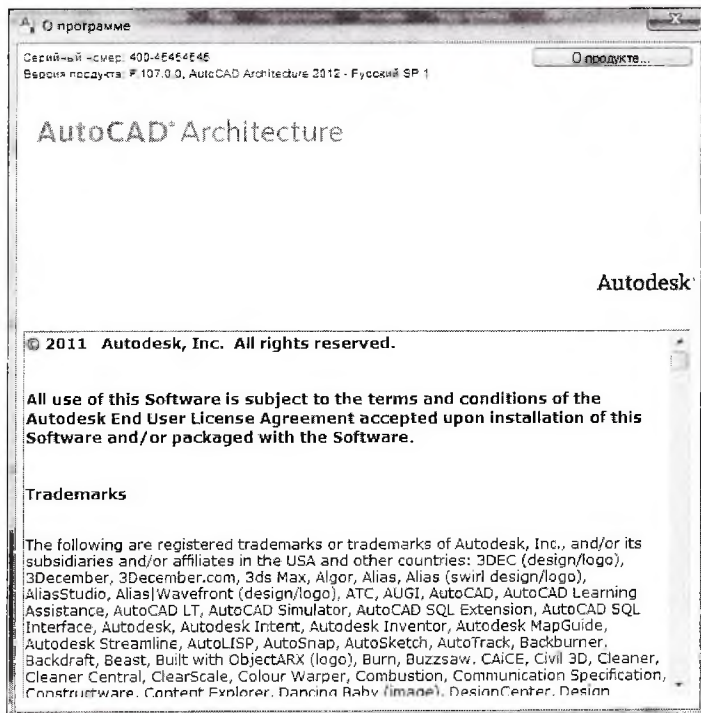 О программе
Серийный номер: 400-45454545
О продукте...
Версия продукта: F.107.0.0, AutoCAD Architecture 2012 - Русский SP 1
AutoCAD® Architecture
Autodesk®
© 2011 Autodesk, Inc. All rights reserved.
All use of this Software is subject to the terms and conditions of the
Autodesk End User License Agreement accepted upon installation of this
Software and/or packaged with the Software.
Trademarks
The following are registered trademarks or trademarks of Autodesk, Inc., and/or its
subsidiaries and/or affiliates in the USA and other countries: 3DEC (design/logo),
3December, 3December.com, 3ds Max, Algor, Alias, Alias (swirl design/logo),
AliasStudio, Alias|Wavefront (design/logo), ATC, AUGI, AutoCAD, AutoCAD Learning
Assistance, AutoCAD LT, AutoCAD Simulator, AutoCAD SQL Extension, AutoCAD SQL
Interface, Autodesk, Autodesk Intent, Autodesk Inventor, Autodesk MapGuide,
Autodesk Streamline, AutoLISP, AutoSnap, AutoSketch, AutoTrack, Backburner,
Backdraft, Beast, Built with ObjectARX (logo), Burn, Buzzsaw, CAiCE, Civil 3D, Cleaner,
Cleaner Central, ClearScale, Colour Warper, Combustion, Communication Specification,
Constructware, Content Explorer, Dancing Baby (image), DesignCenter, Design